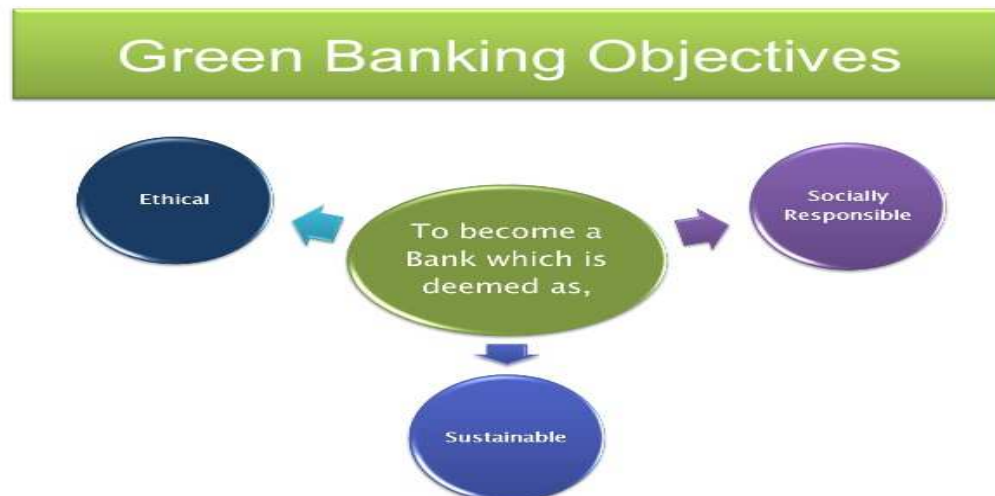 Green Banking Objectives
Ethical
To become a
Bank which is
deemed as,
Socially
Responsible
Sustainable